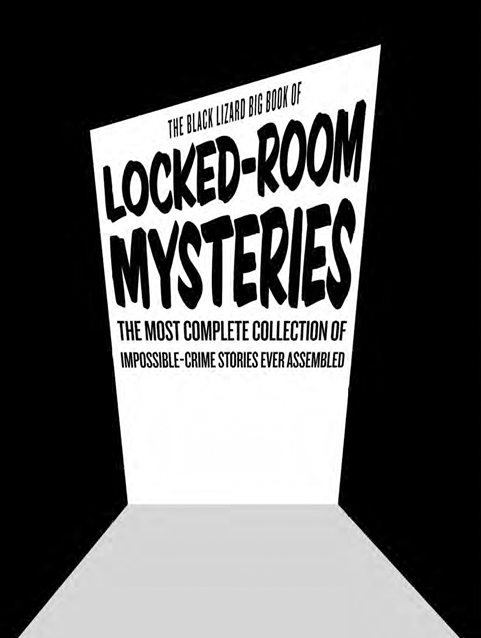 THE BLACK LIZARD BIG BOOK OF
LOCKED-ROOM
MYSTERIES
THE MOST COMPLETE COLLECTION OF
IMPOSSIBLE-CRIME STORIES EVER ASSEMBLED